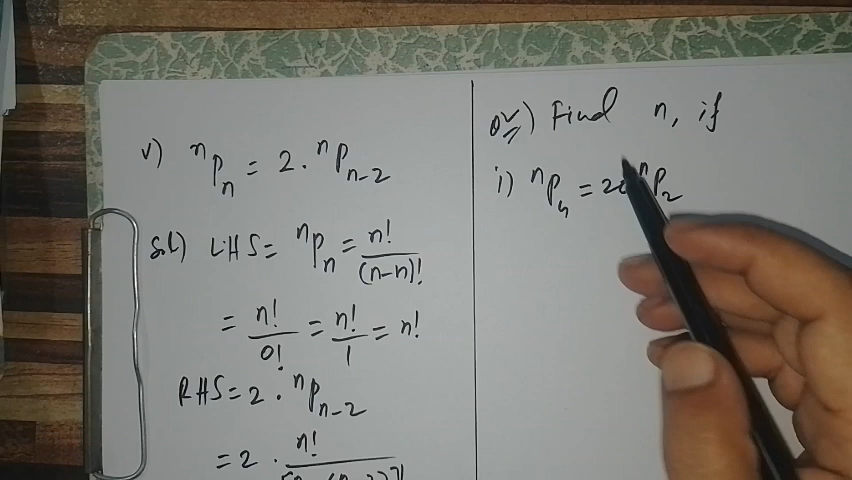 v) ⁿPₙ = 2 . ⁿPₙ₋₂
Sol) LHS = ⁿPₙ = n!/(n-n)!
= n!/0! = n!/1 = n!
RHS = 2 . ⁿPₙ₋₂
= 2 . n!/
Qv) Find n, if
i) ⁿP₄ = 20 ⁿP₂